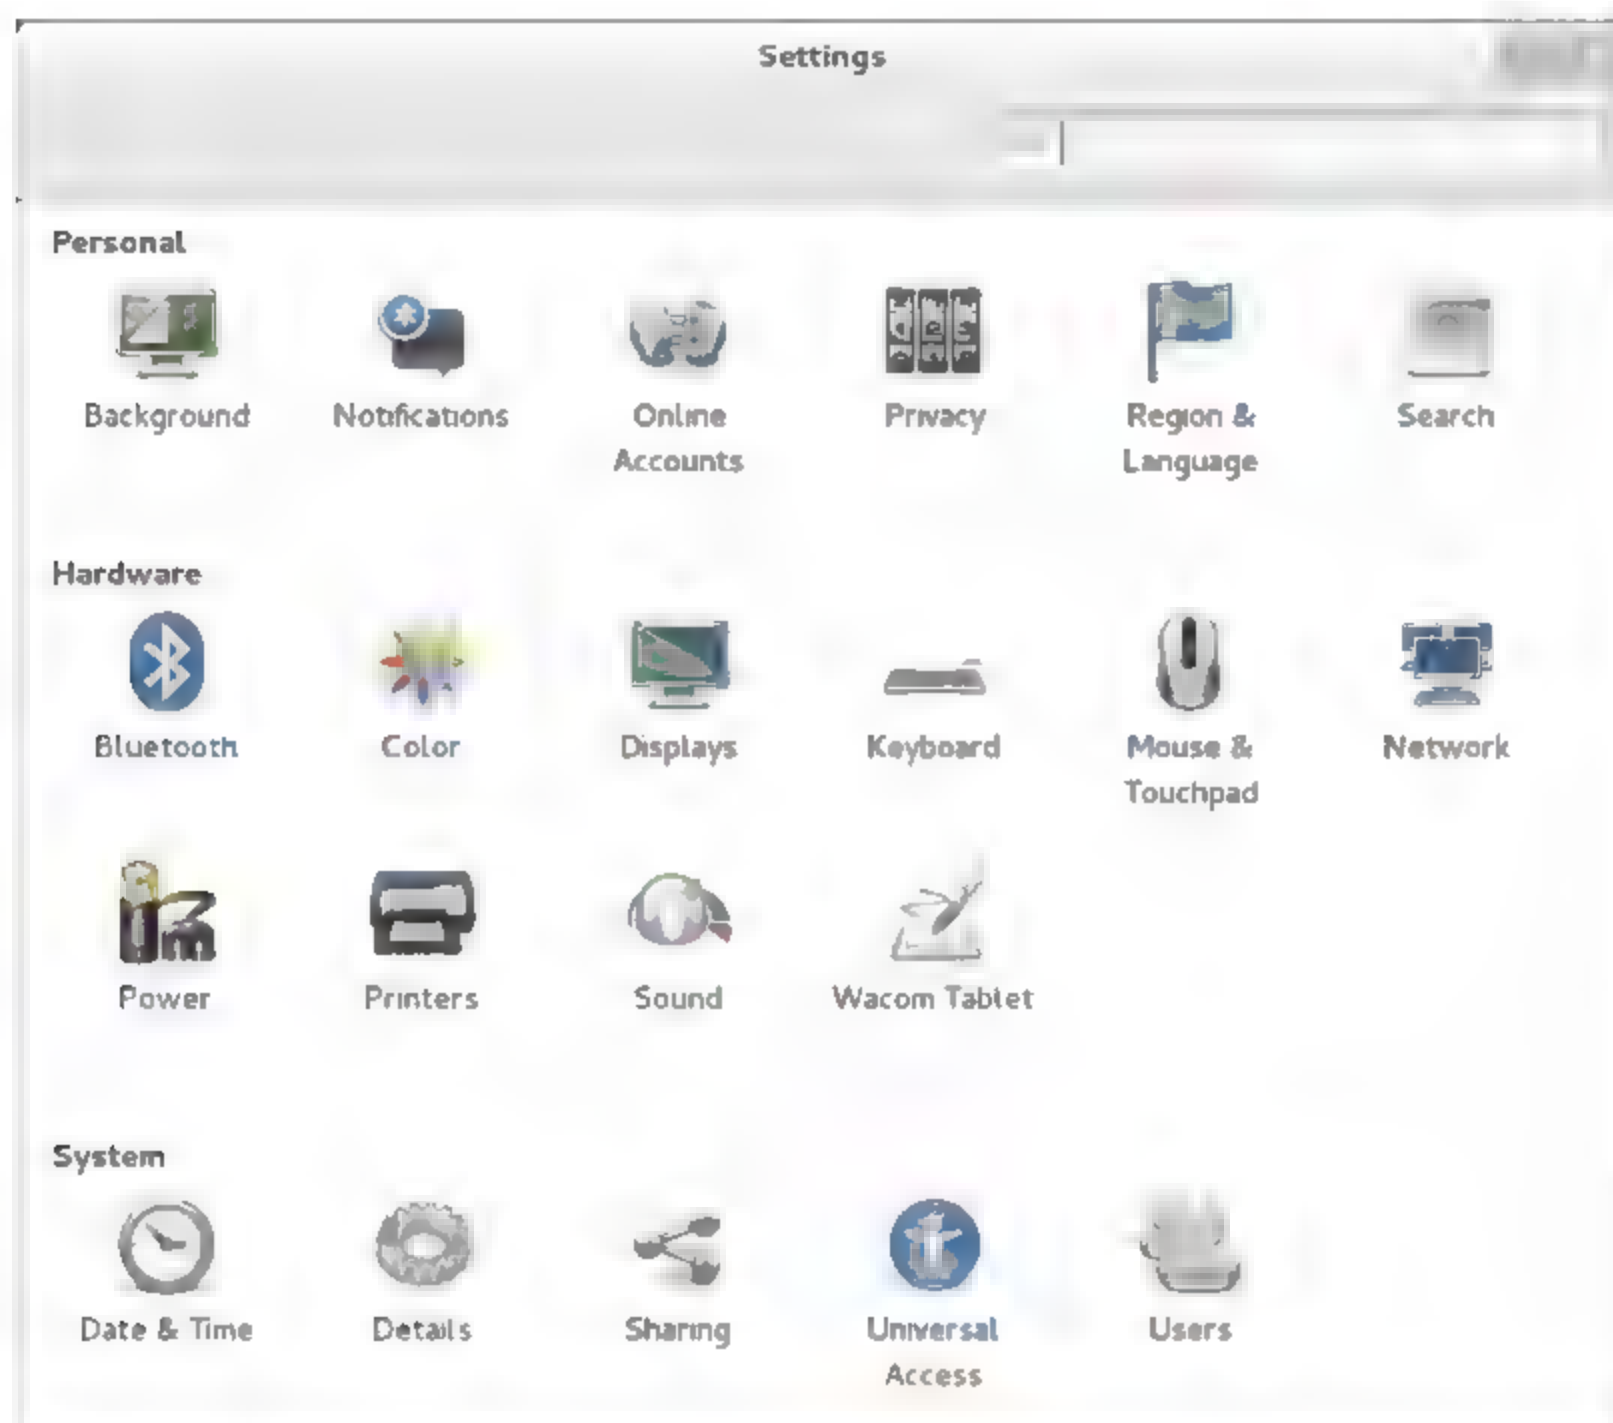 Settings
Personal
Background Notifications Online Privacy Region & Search
Accounts Language
Hardware
Bluetooth Color Displays Keyboard Mouse & Network
Touchpad
Power Printers Sound Wacom Tablet
System
Date & Time Details Sharing Universal Users
Access